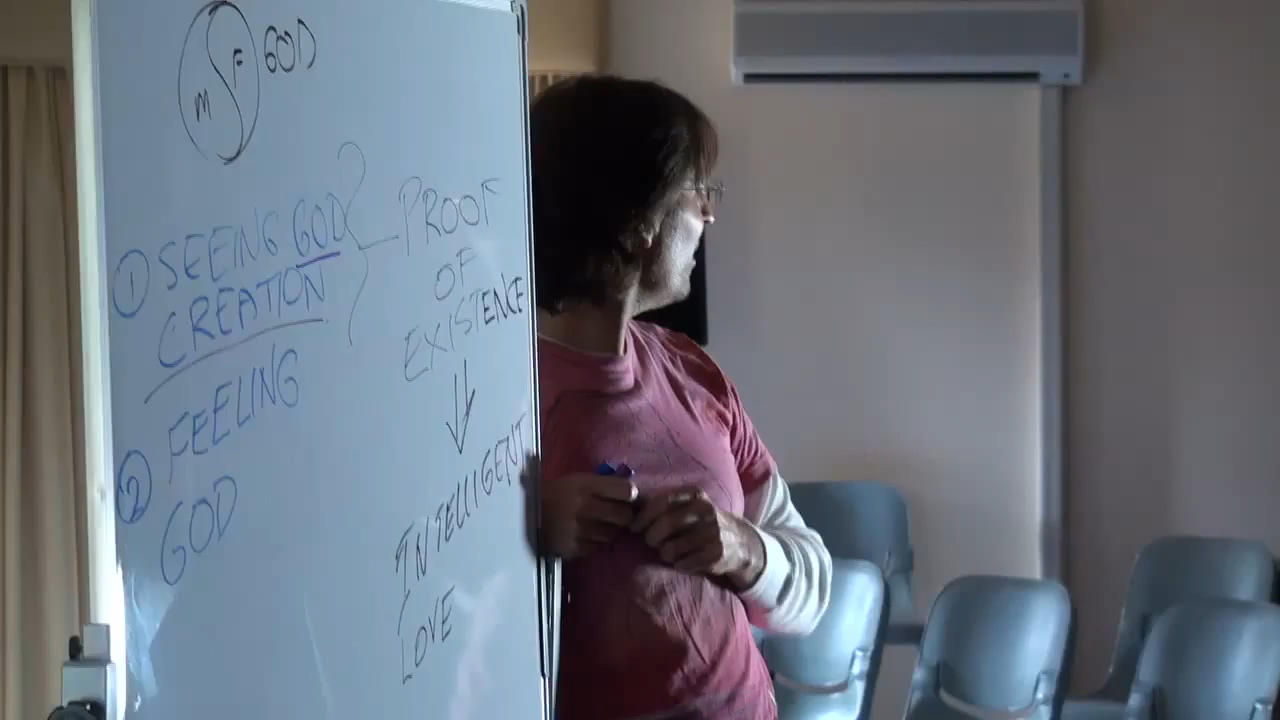 M F GOD
① SEEING GOD
CREATION
PROOF
OF
EXISTENCE
② FEELING
GOD
INTELLIGENT
LOVE